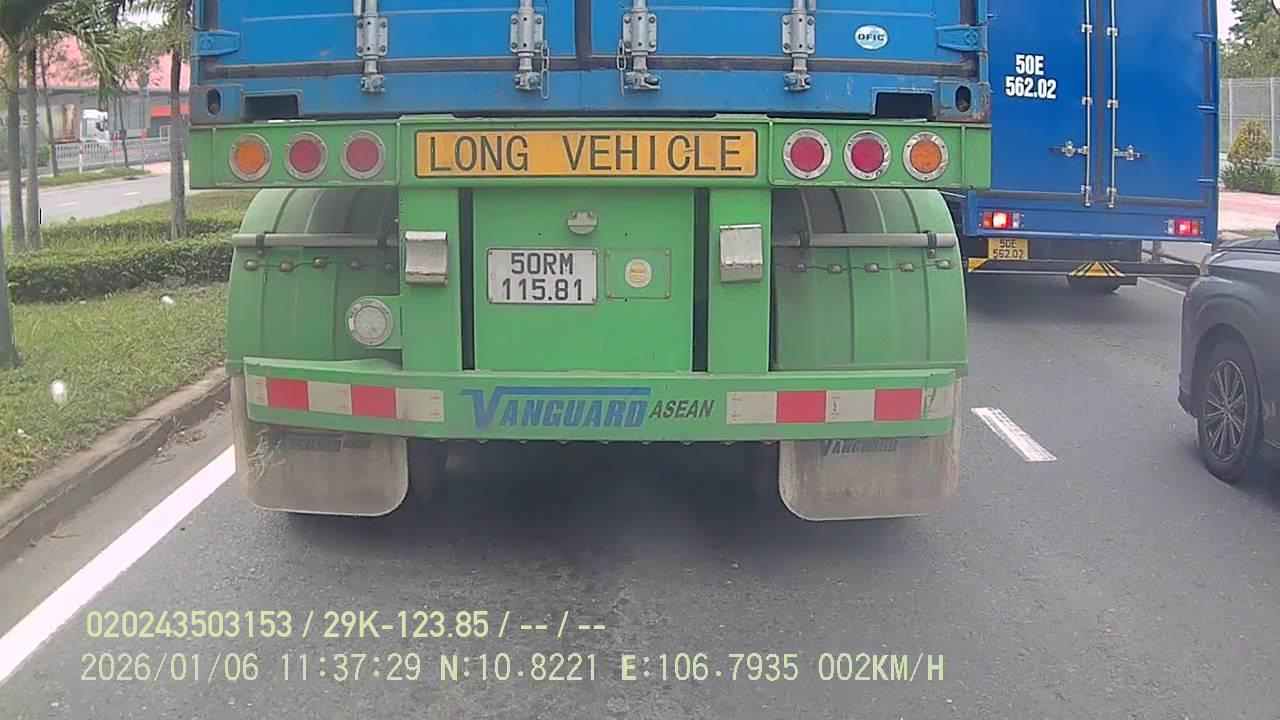 DFIC
50E
562.02
LONG VEHICLE
50RM
115.81
50E
562.02
VANGUARD ASEAN
VANGUARD
020243503153 / 29K-123.85 / -- / --
2026/01/06 11:37:29 N:10.8221 E:106.7935 002KM/H